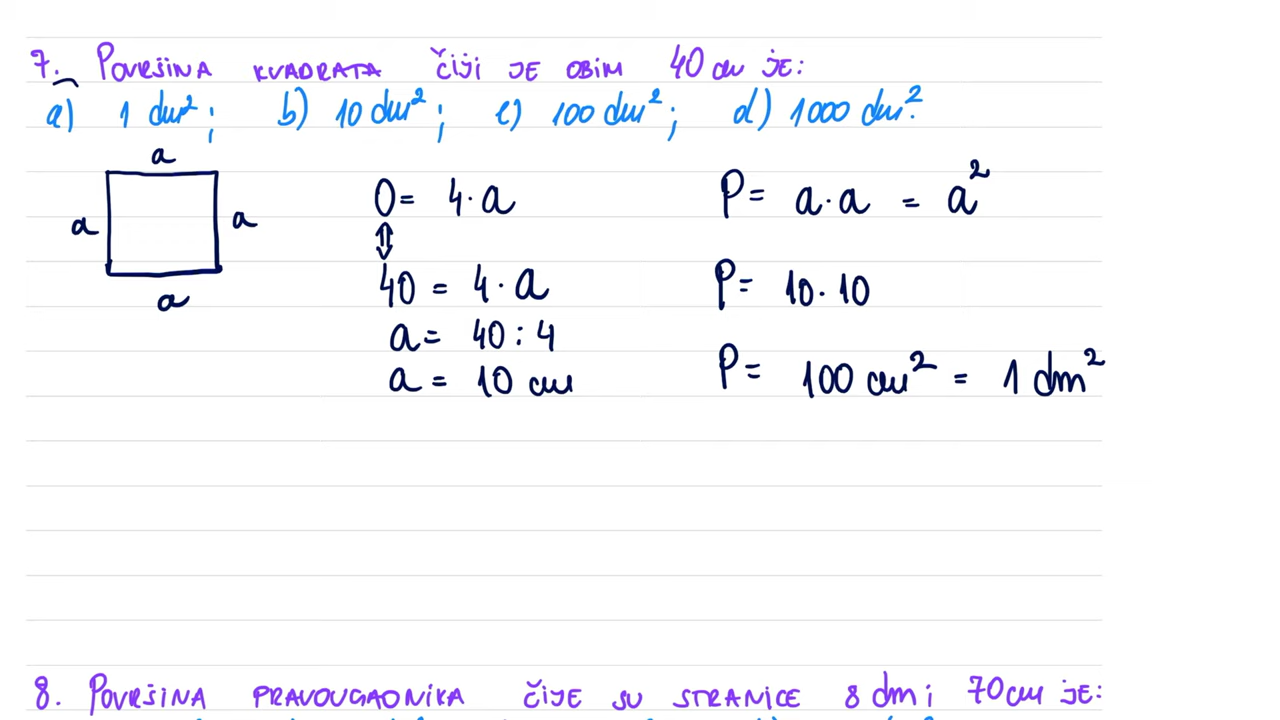 7. POVRŠINA KVADRATA ČIJI JE OBIM 40 cm JE:
a) 1 dm²; b) 10 dm²; c) 100 dm²; d) 1000 dm².
a
a a
a
O = 4·a
40 = 4·a
a = 40 : 4
a = 10 cm
P = a·a = a²
P = 10·10
P = 100 cm² = 1 dm²
8. POVRŠINA PRAVOUGAONIKA ČIJE SU STRANICE 8 dm i 70 cm JE: